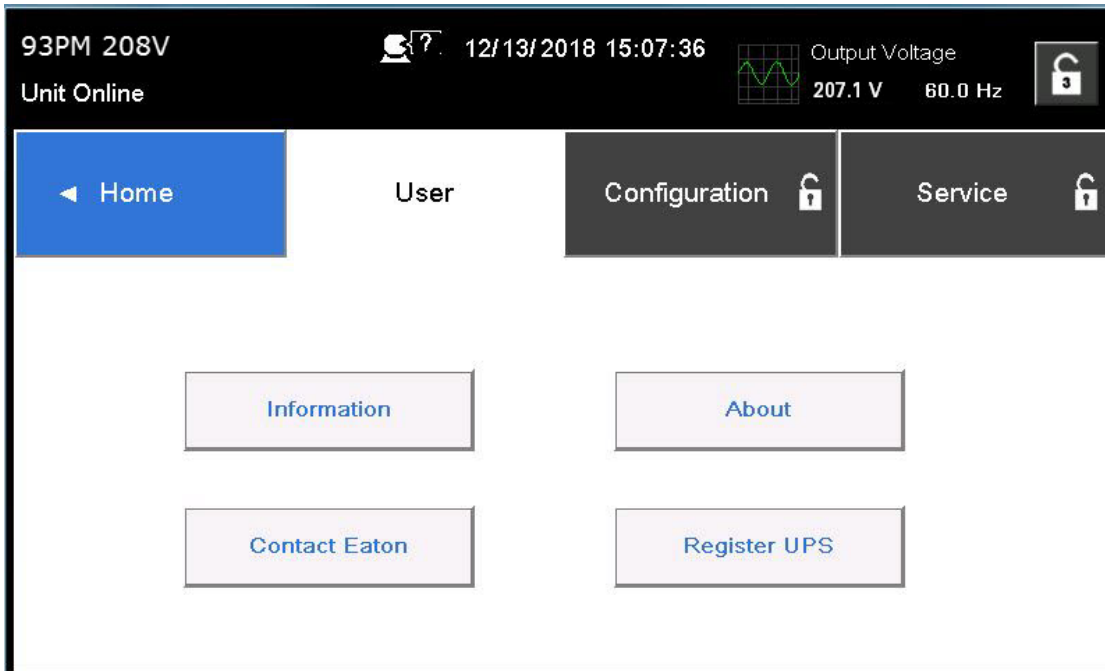 93PM 208V
?
12/13/2018 15:07:36
Output Voltage
207.1 V 60.0 Hz
3
Unit Online
◄ Home
User
Configuration
Service
Information
About
Contact Eaton
Register UPS